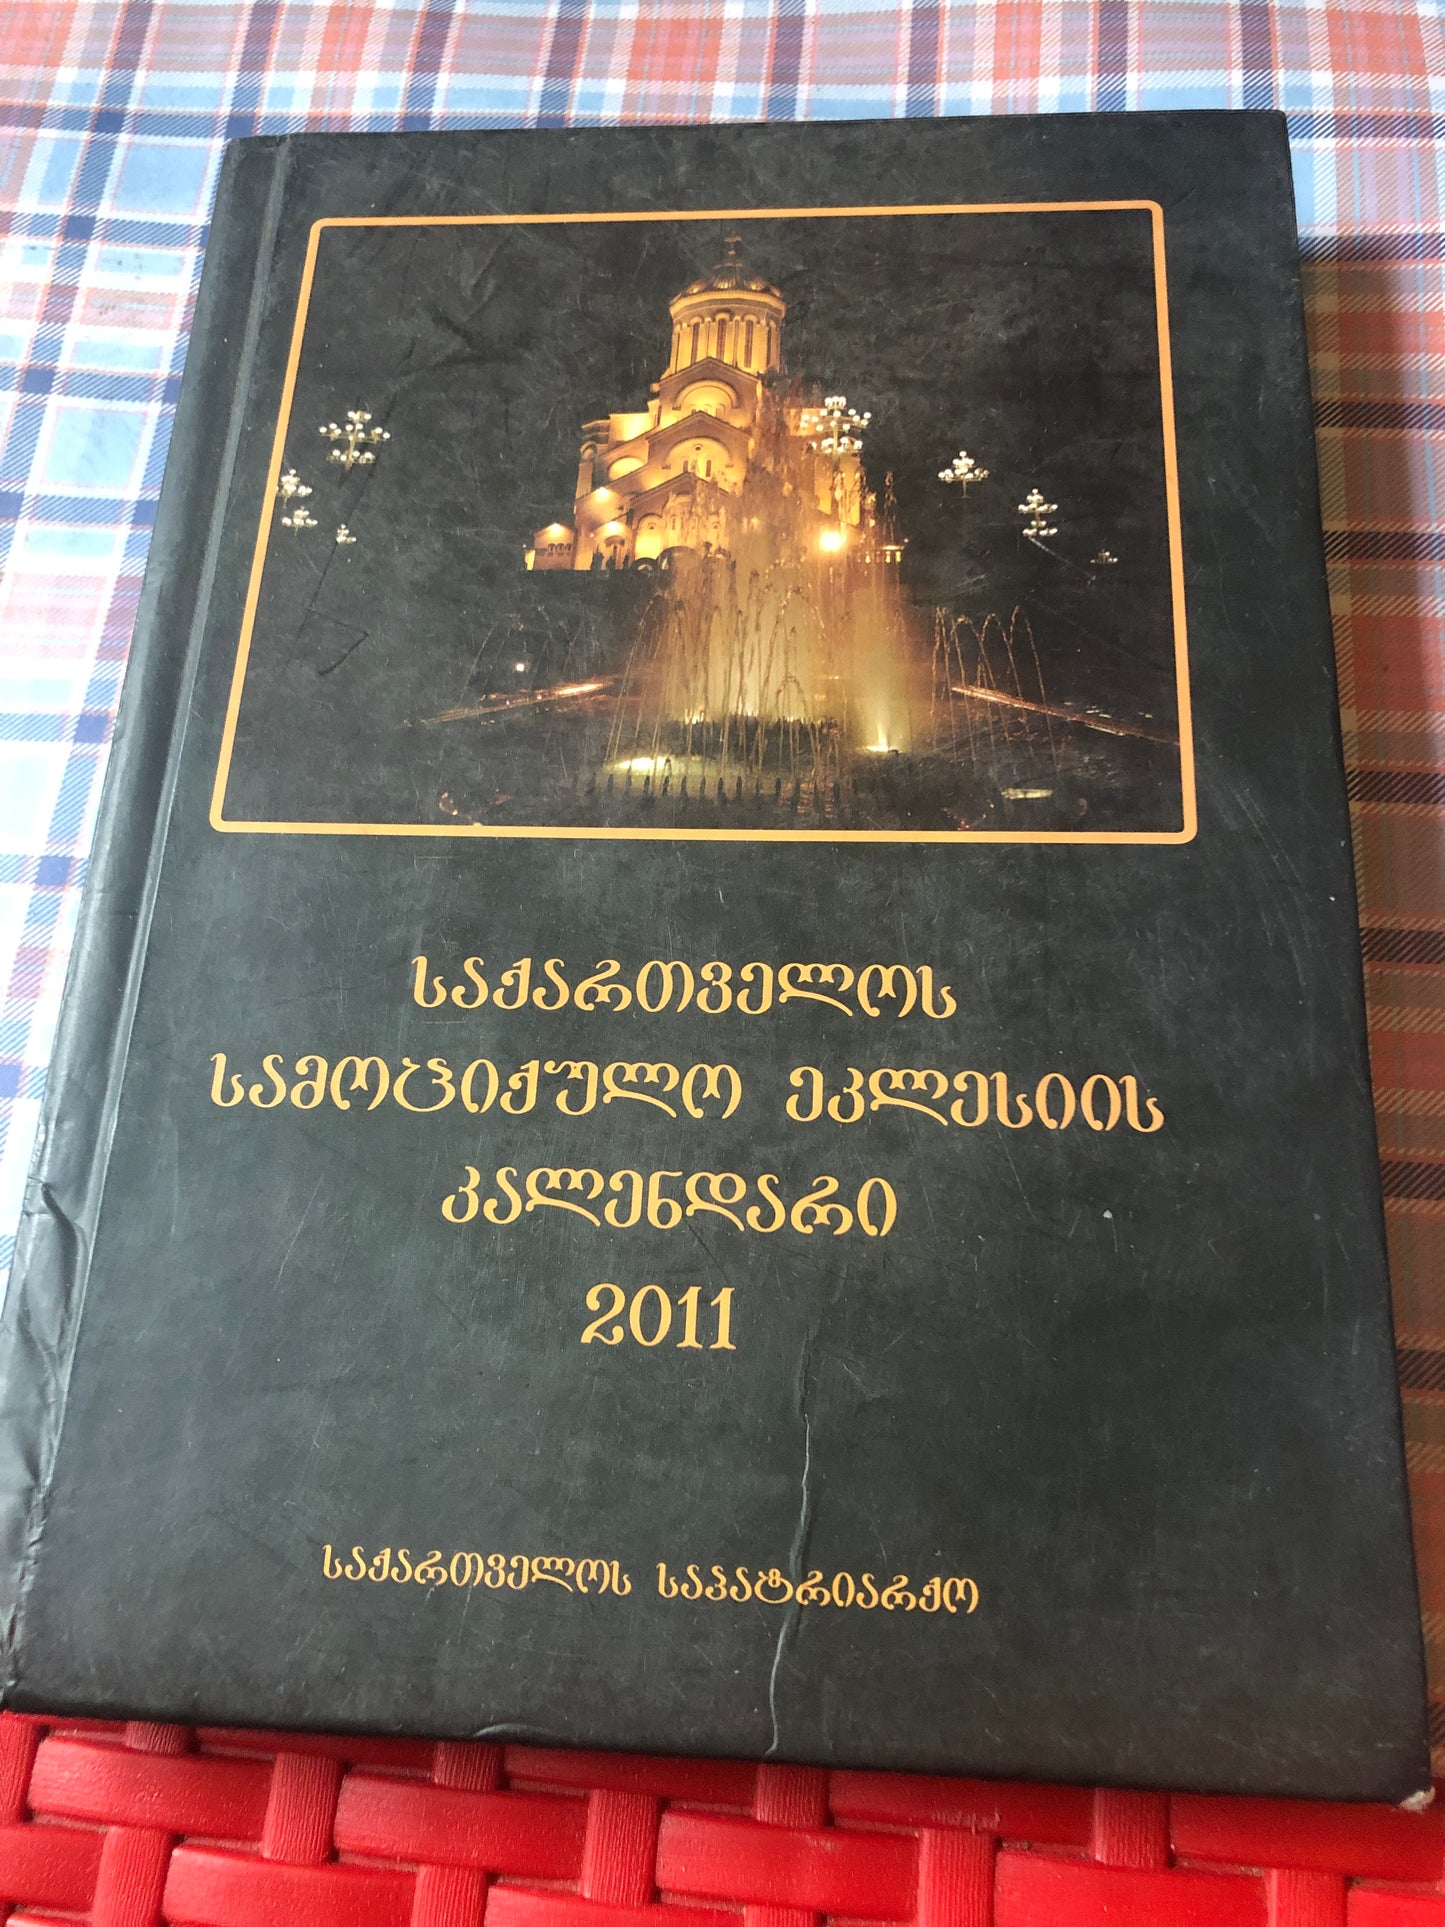 საქართველოს
სამოციქულო ეკლესიის
კალენდარი
2011
საქართველოს საპატრიარქო